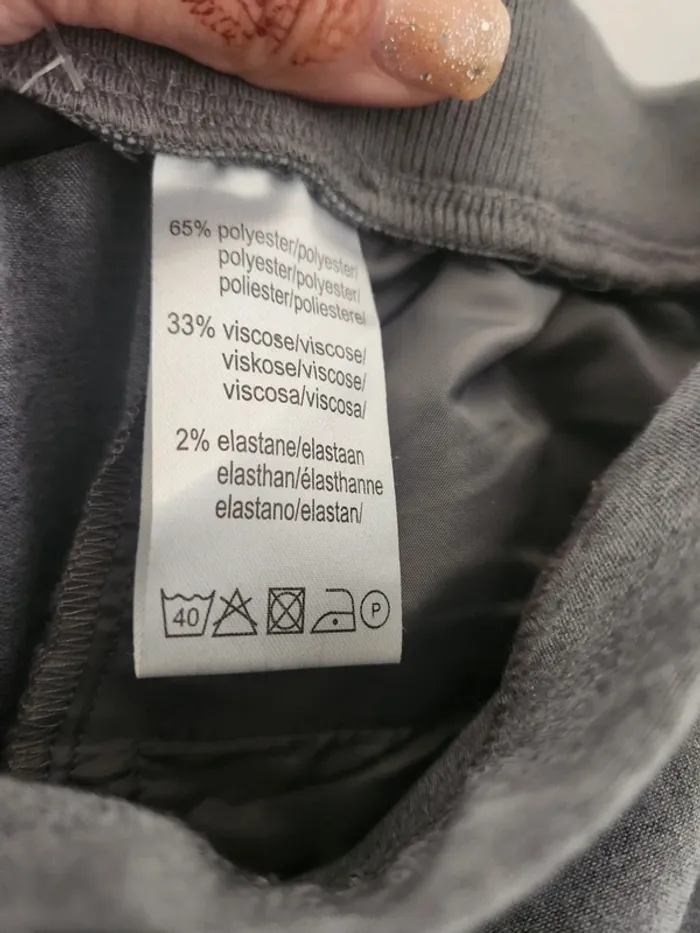 65% polyester/polyester/
polyester/polyester/
poliester/poliesterel
33% viscose/viscose/
viskose/viscose/
viscosa/viscosa/
2% elastane/elastaan
elasthan/élasthanne
elastano/elastan/
40 P